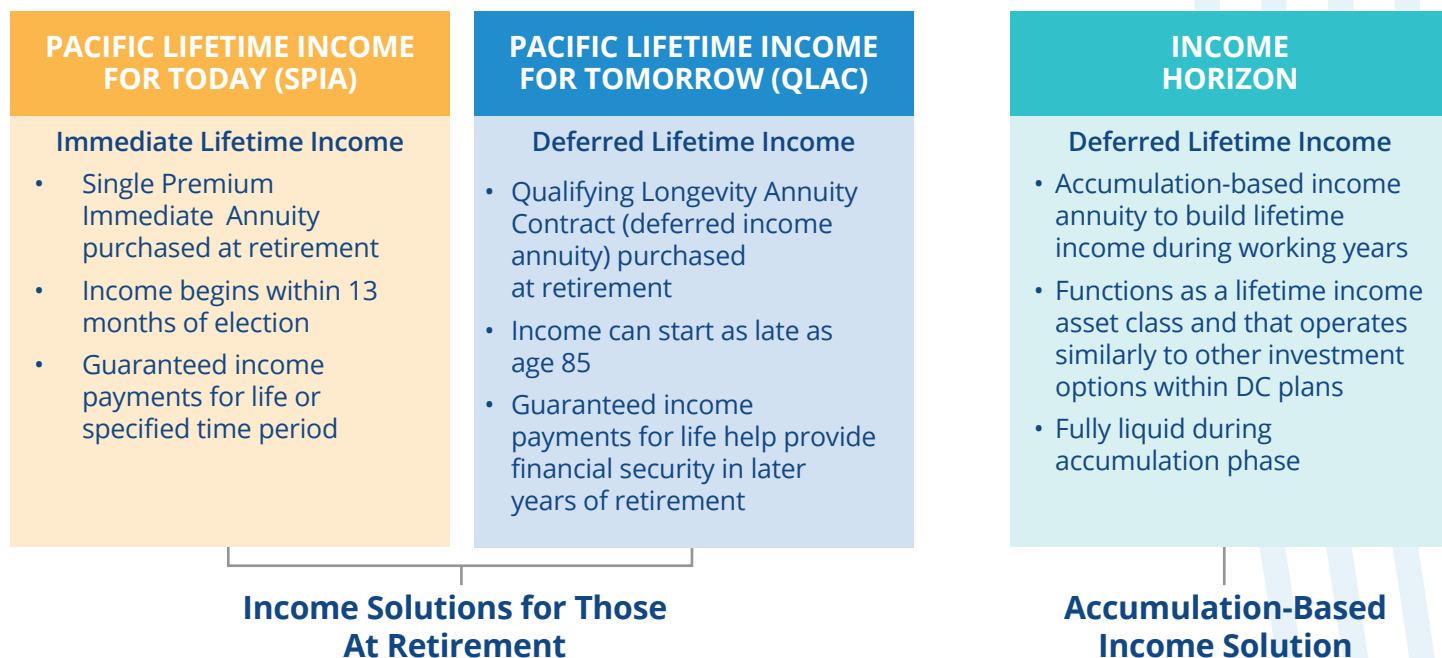 PACIFIC LIFETIME INCOME
FOR TODAY (SPIA)
Immediate Lifetime Income
• Single Premium
Immediate Annuity
purchased at retirement
• Income begins within 13
months of election
• Guaranteed income
payments for life or
specified time period
PACIFIC LIFETIME INCOME
FOR TOMORROW (QLAC)
Deferred Lifetime Income
• Qualifying Longevity Annuity
Contract (deferred income
annuity) purchased
at retirement
• Income can start as late as
age 85
• Guaranteed income
payments for life help provide
financial security in later
years of retirement
Income Solutions for Those
At Retirement
INCOME
HORIZON
Deferred Lifetime Income
• Accumulation-based income
annuity to build lifetime
income during working years
• Functions as a lifetime income
asset class and that operates
similarly to other investment
options within DC plans
• Fully liquid during
accumulation phase
Accumulation-Based
Income Solution